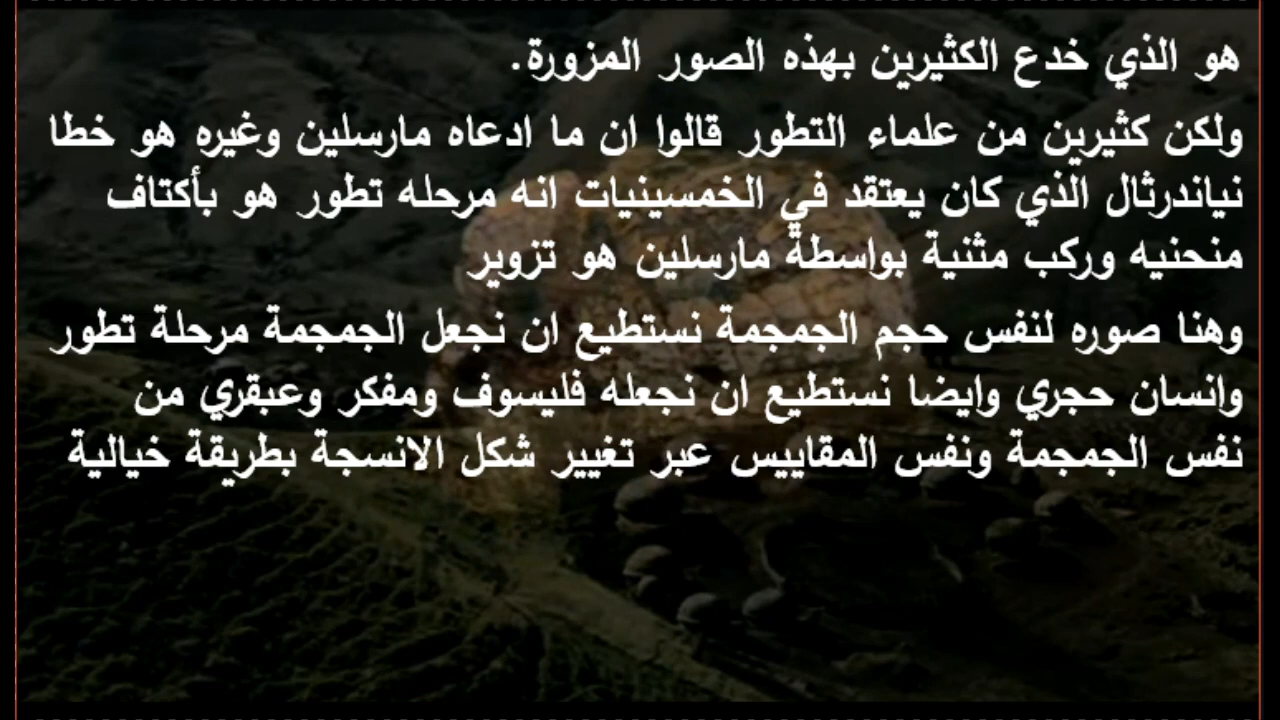 هو الذي خدع الكثيرين بهذه الصور المزورة.
ولكن كثيرين من علماء التطور قالوا ان ما ادعاه مارسلين وغيره هو خطا
نياندرثال الذي كان يعتقد في الخمسينيات انه مرحله تطور هو بأكتاف
منحنيه وركب مثنية بواسطة مارسلين هو تزوير
وهنا صوره لنفس حجم الجمجمة نستطيع ان نجعل الجمجمة مرحلة تطور
وانسان حجري وايضا نستطيع ان نجعله فليسوف ومفكر وعبقري من
نفس الجمجمة ونفس المقاييس عبر تغيير شكل الانسجة بطريقة خيالية